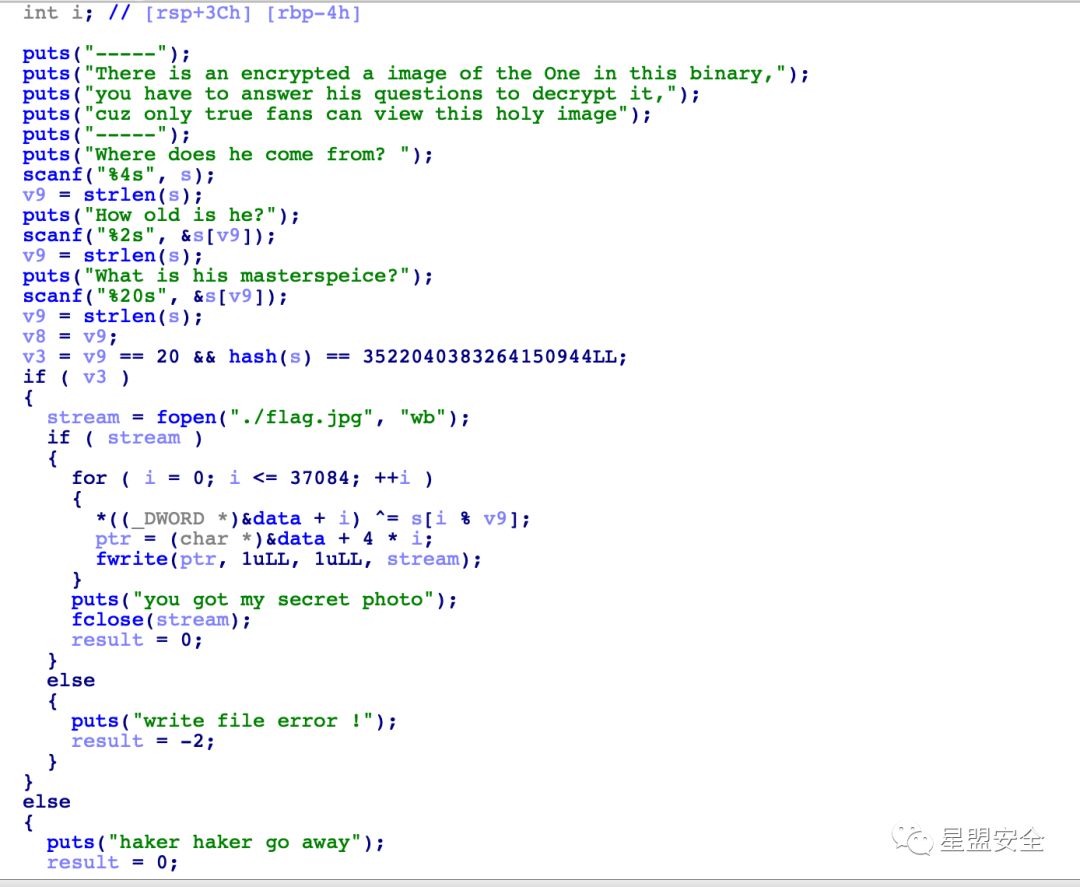 int i; // [rsp+3Ch] [rbp-4h]

puts("-----");
puts("There is an encrypted a image of the One in this binary,");
puts("you have to answer his questions to decrypt it,");
puts("cuz only true fans can view this holy image");
puts("-----");
puts("Where does he come from? ");
scanf("%4s", s);
v9 = strlen(s);
puts("How old is he?");
scanf("%2s", &s[v9]);
v9 = strlen(s);
puts("What is his masterspeice?");
scanf("%20s", &s[v9]);
v9 = strlen(s);
v8 = v9;
v3 = v9 == 20 && hash(s) == 3522040383264150944LL;
if ( v3 )
{
  stream = fopen("./flag.jpg", "wb");
  if ( stream )
  {
    for ( i = 0; i <= 37084; ++i )
    {
      *((_DWORD *)&data + i) ^= s[i % v9];
      ptr = (char *)&data + 4 * i;
      fwrite(ptr, 1uLL, 1uLL, stream);
    }
    puts("you got my secret photo");
    fclose(stream);
    result = 0;
  }
  else
  {
    puts("write file error !");
    result = -2;
  }
}
else
{
  puts("haker haker go away");
  result = 0;
星盟安全